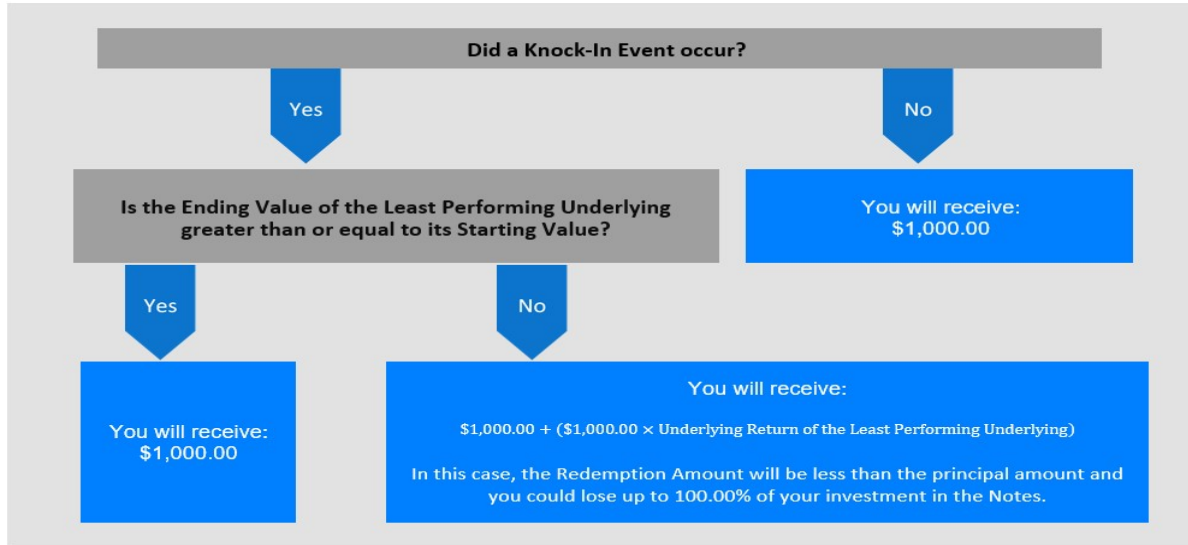 Did a Knock-In Event occur?
Yes
No
Is the Ending Value of the Least Performing Underlying
greater than or equal to its Starting Value?
You will receive:
$1,000.00
Yes
No
You will receive:
$1,000.00
You will receive:
$1,000.00 + ($1,000.00 × Underlying Return of the Least Performing Underlying)
In this case, the Redemption Amount will be less than the principal amount and
you could lose up to 100.00% of your investment in the Notes.